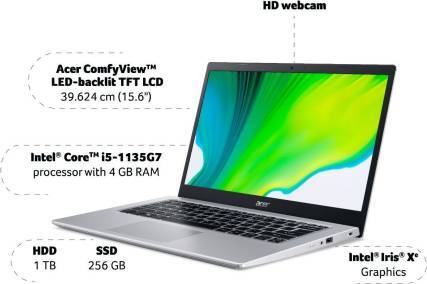 HD webcam
Acer ComfyView™
LED-backlit TFT LCD
39.624 cm (15.6")
Intel® Core™ i5-1135G7
processor with 4 GB RAM
acer
HDD
1 TB
SSD
256 GB
Intel® Iris® Xᵉ
Graphics